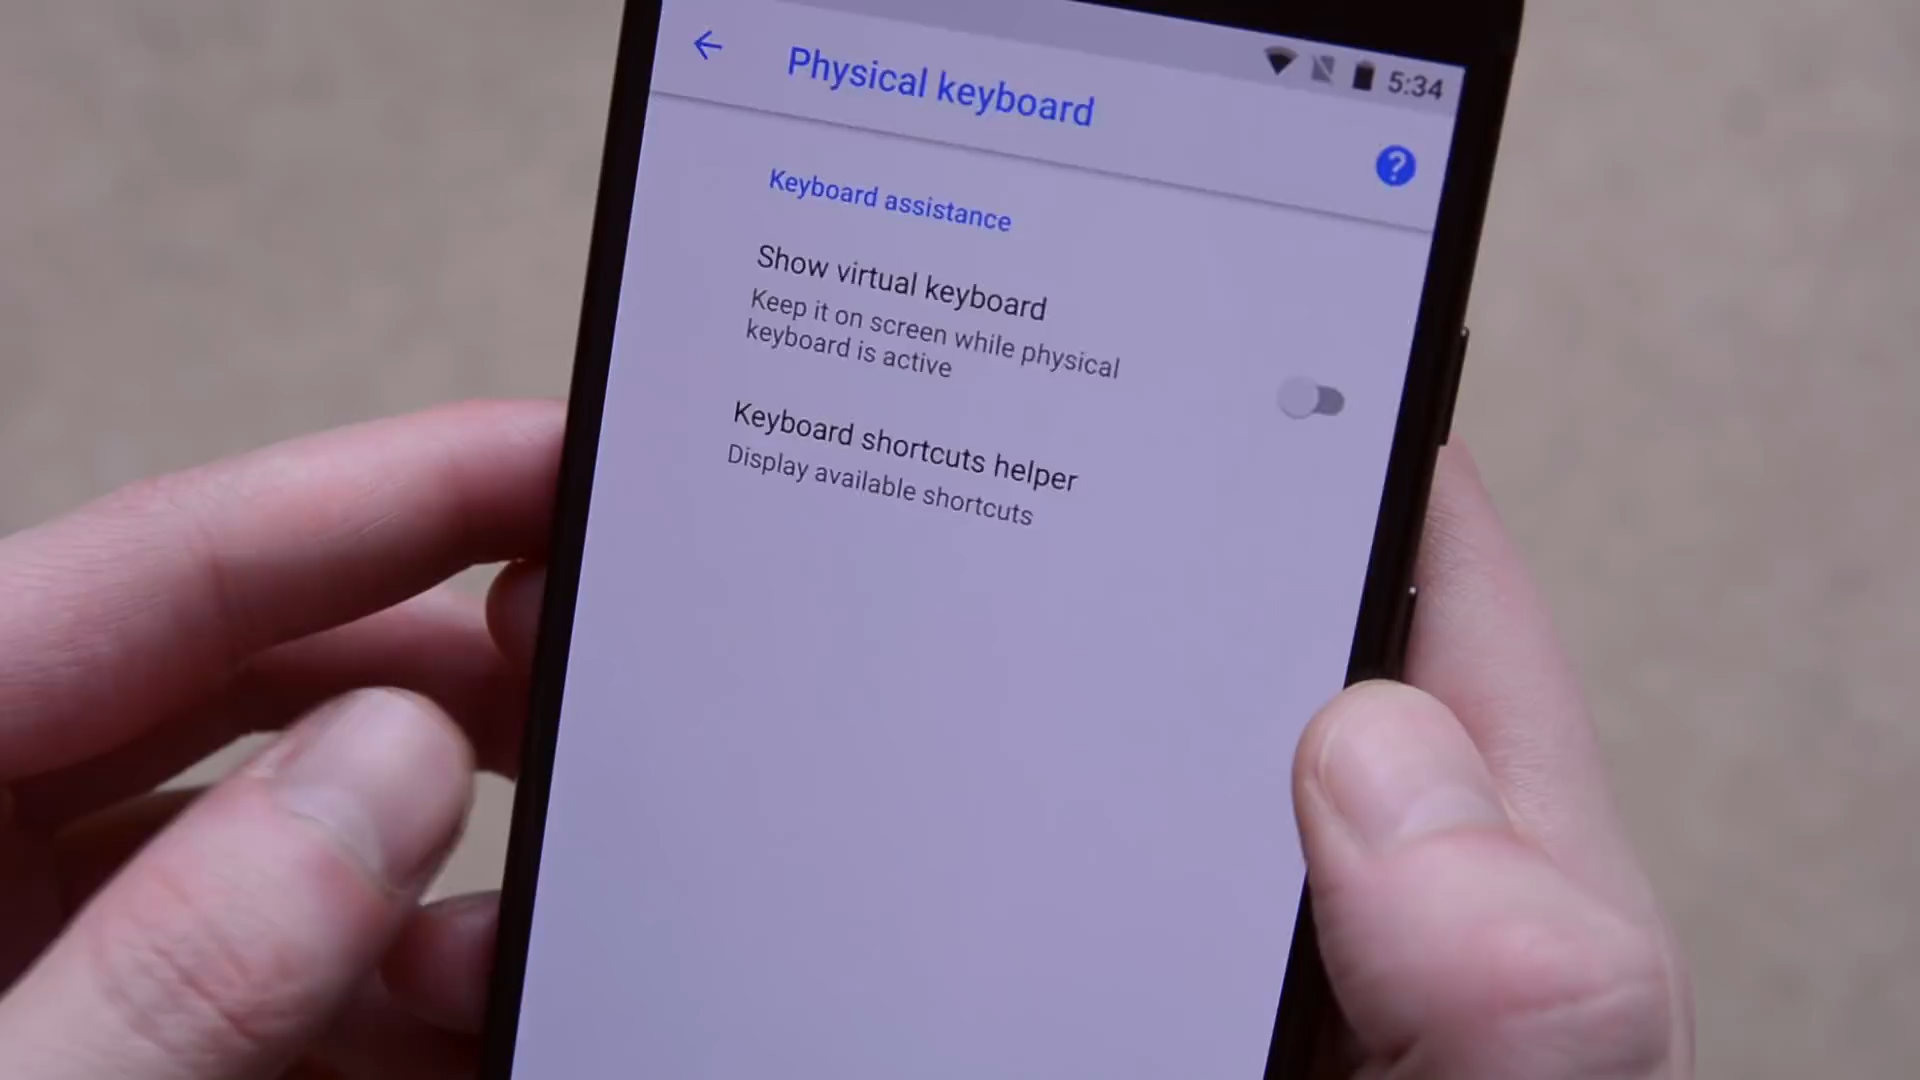 5:34
Physical keyboard
?
Keyboard assistance
Show virtual keyboard
Keep it on screen while physical
keyboard is active
Keyboard shortcuts helper
Display available shortcuts